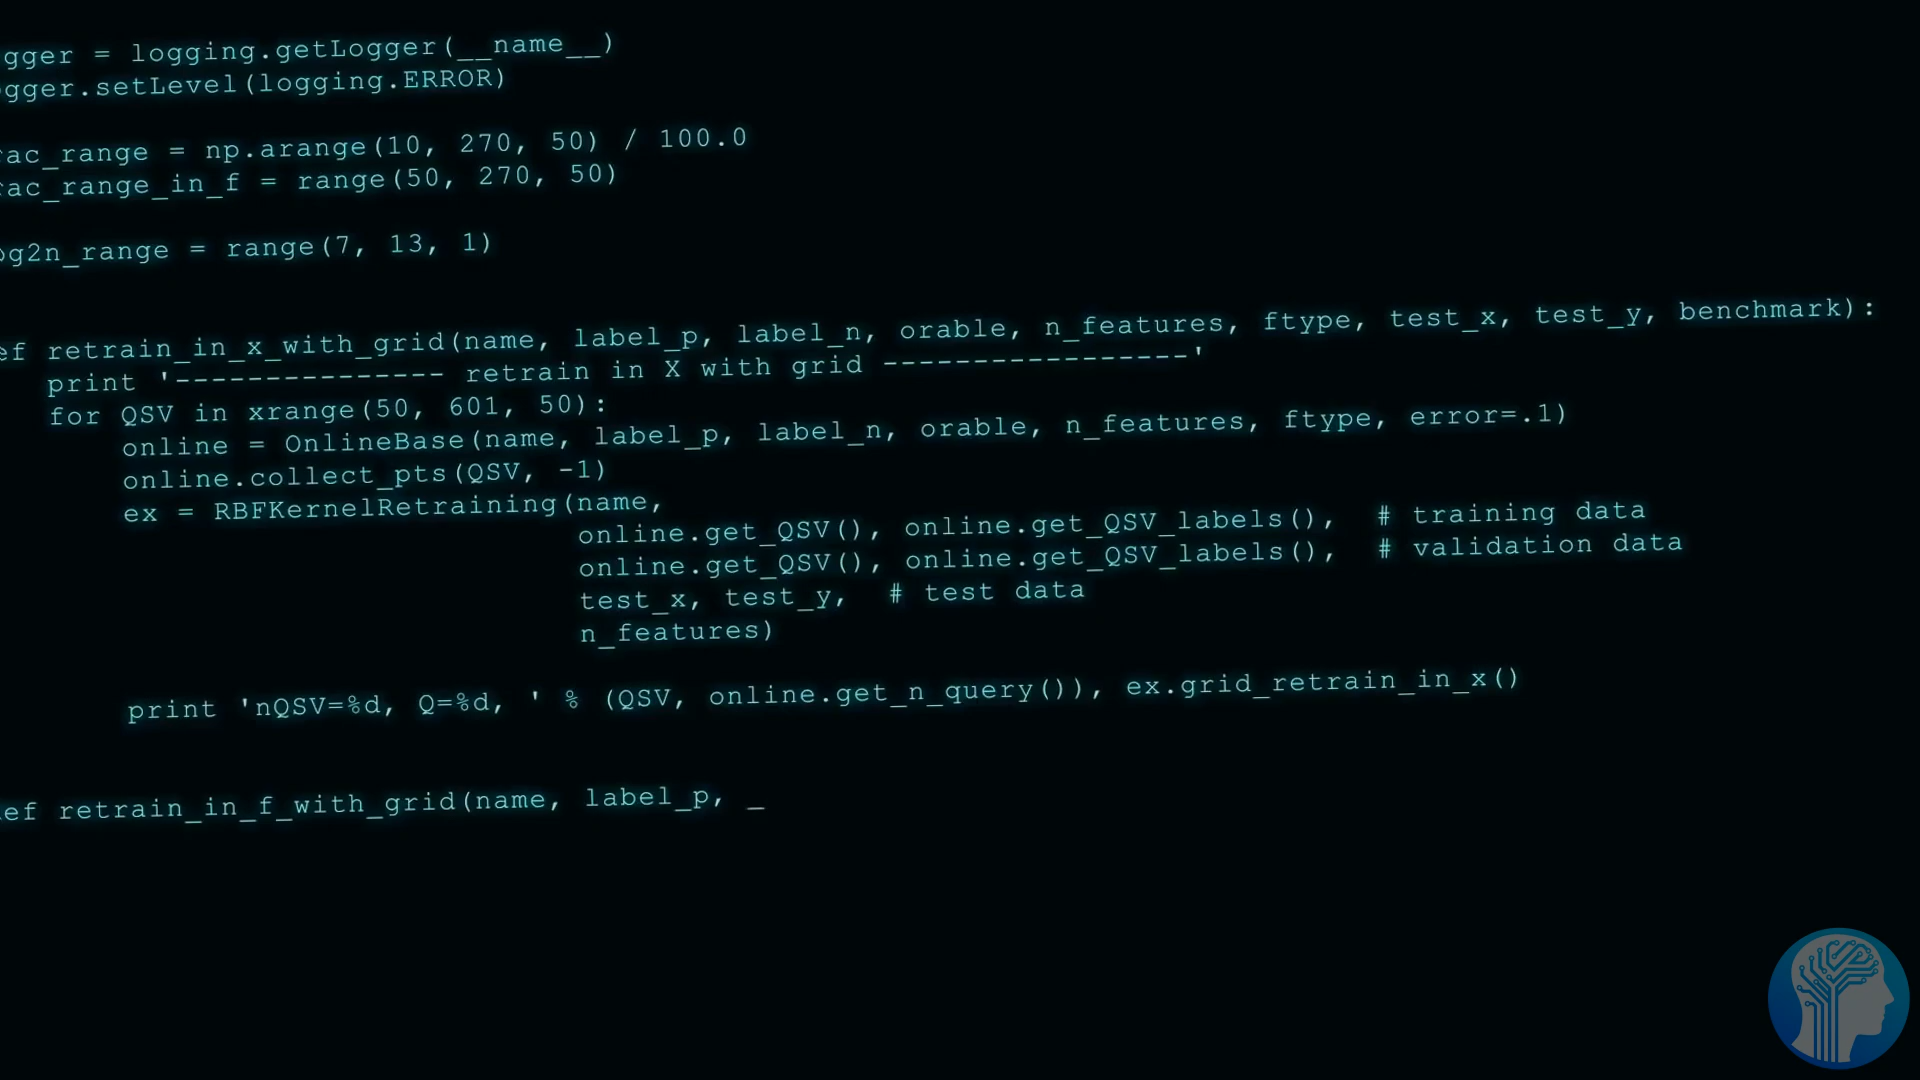 gger = logging.getLogger(__name__)
gger.setLevel(logging.ERROR)
rac_range = np.arange(10, 270, 50) / 100.0
rac_range_in_f = range(50, 270, 50)
og2n_range = range(7, 13, 1)
ef retrain_in_x_with_grid(name, label_p, label_n, orable, n_features, ftype, test_x, test_y, benchmark):
print '--------------- retrain in X with grid -----------------'
for QSV in xrange(50, 601, 50):
online = OnlineBase(name, label_p, label_n, orable, n_features, ftype, error=.1)
online.collect_pts(QSV, -1)
ex = RBFKernelRetraining(name,
online.get_QSV(), online.get_QSV_labels(), # training data
online.get_QSV(), online.get_QSV_labels(), # validation data
test_x, test_y, # test data
n_features)
print 'nQSV=%d, Q=%d, ' % (QSV, online.get_n_query()), ex.grid_retrain_in_x()
ef retrain_in_f_with_grid(name, label_p, _